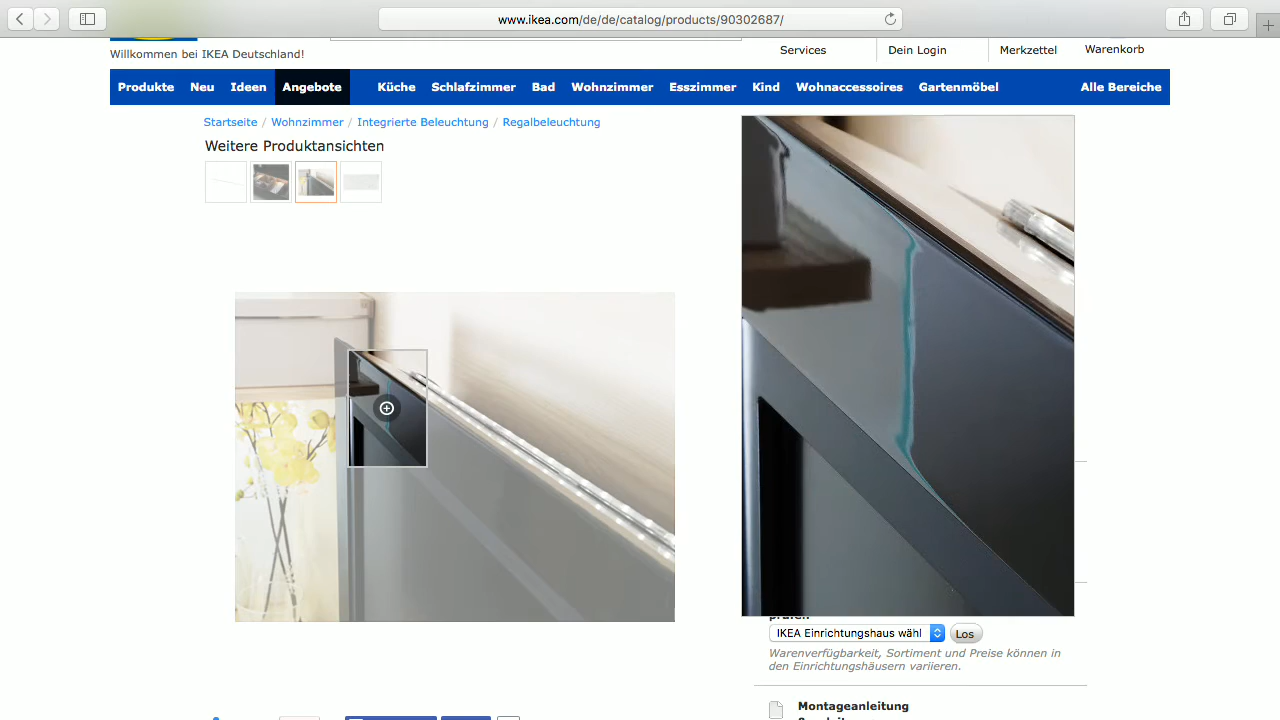 www.ikea.com/de/de/catalog/products/90302687/
Willkommen bei IKEA Deutschland!
Services
Dein Login
Merkzettel
Warenkorb
Produkte Neu Ideen Angebote Küche Schlafzimmer Bad Wohnzimmer Esszimmer Kind Wohnaccessoires Gartenmöbel Alle Bereiche
Startseite / Wohnzimmer / Integrierte Beleuchtung / Regalbeleuchtung
Weitere Produktansichten
prüfen
IKEA Einrichtungshaus wähl Los
Warenverfügbarkeit, Sortiment und Preise können in
den Einrichtungshäusern variieren.
Montageanleitung